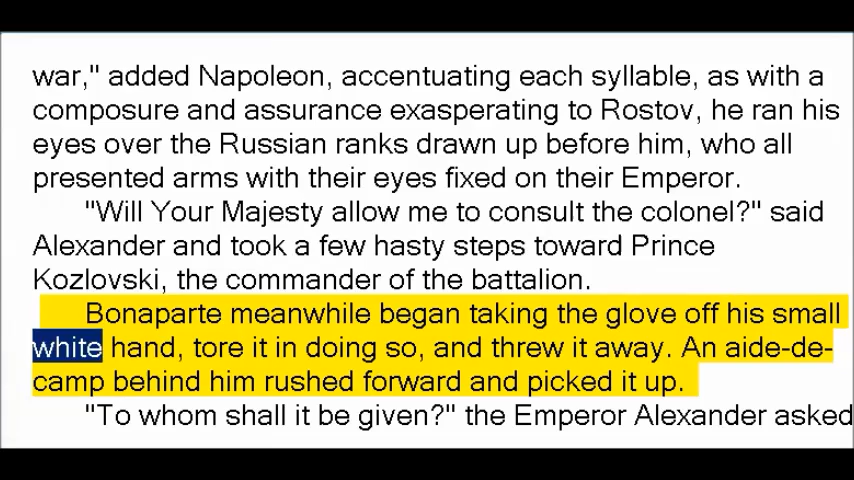 war," added Napoleon, accentuating each syllable, as with a
composure and assurance exasperating to Rostov, he ran his
eyes over the Russian ranks drawn up before him, who all
presented arms with their eyes fixed on their Emperor.
"Will Your Majesty allow me to consult the colonel?" said
Alexander and took a few hasty steps toward Prince
Kozlovski, the commander of the battalion.
Bonaparte meanwhile began taking the glove off his small
white hand, tore it in doing so, and threw it away. An aide-de-
camp behind him rushed forward and picked it up.
"To whom shall it be given?" the Emperor Alexander asked